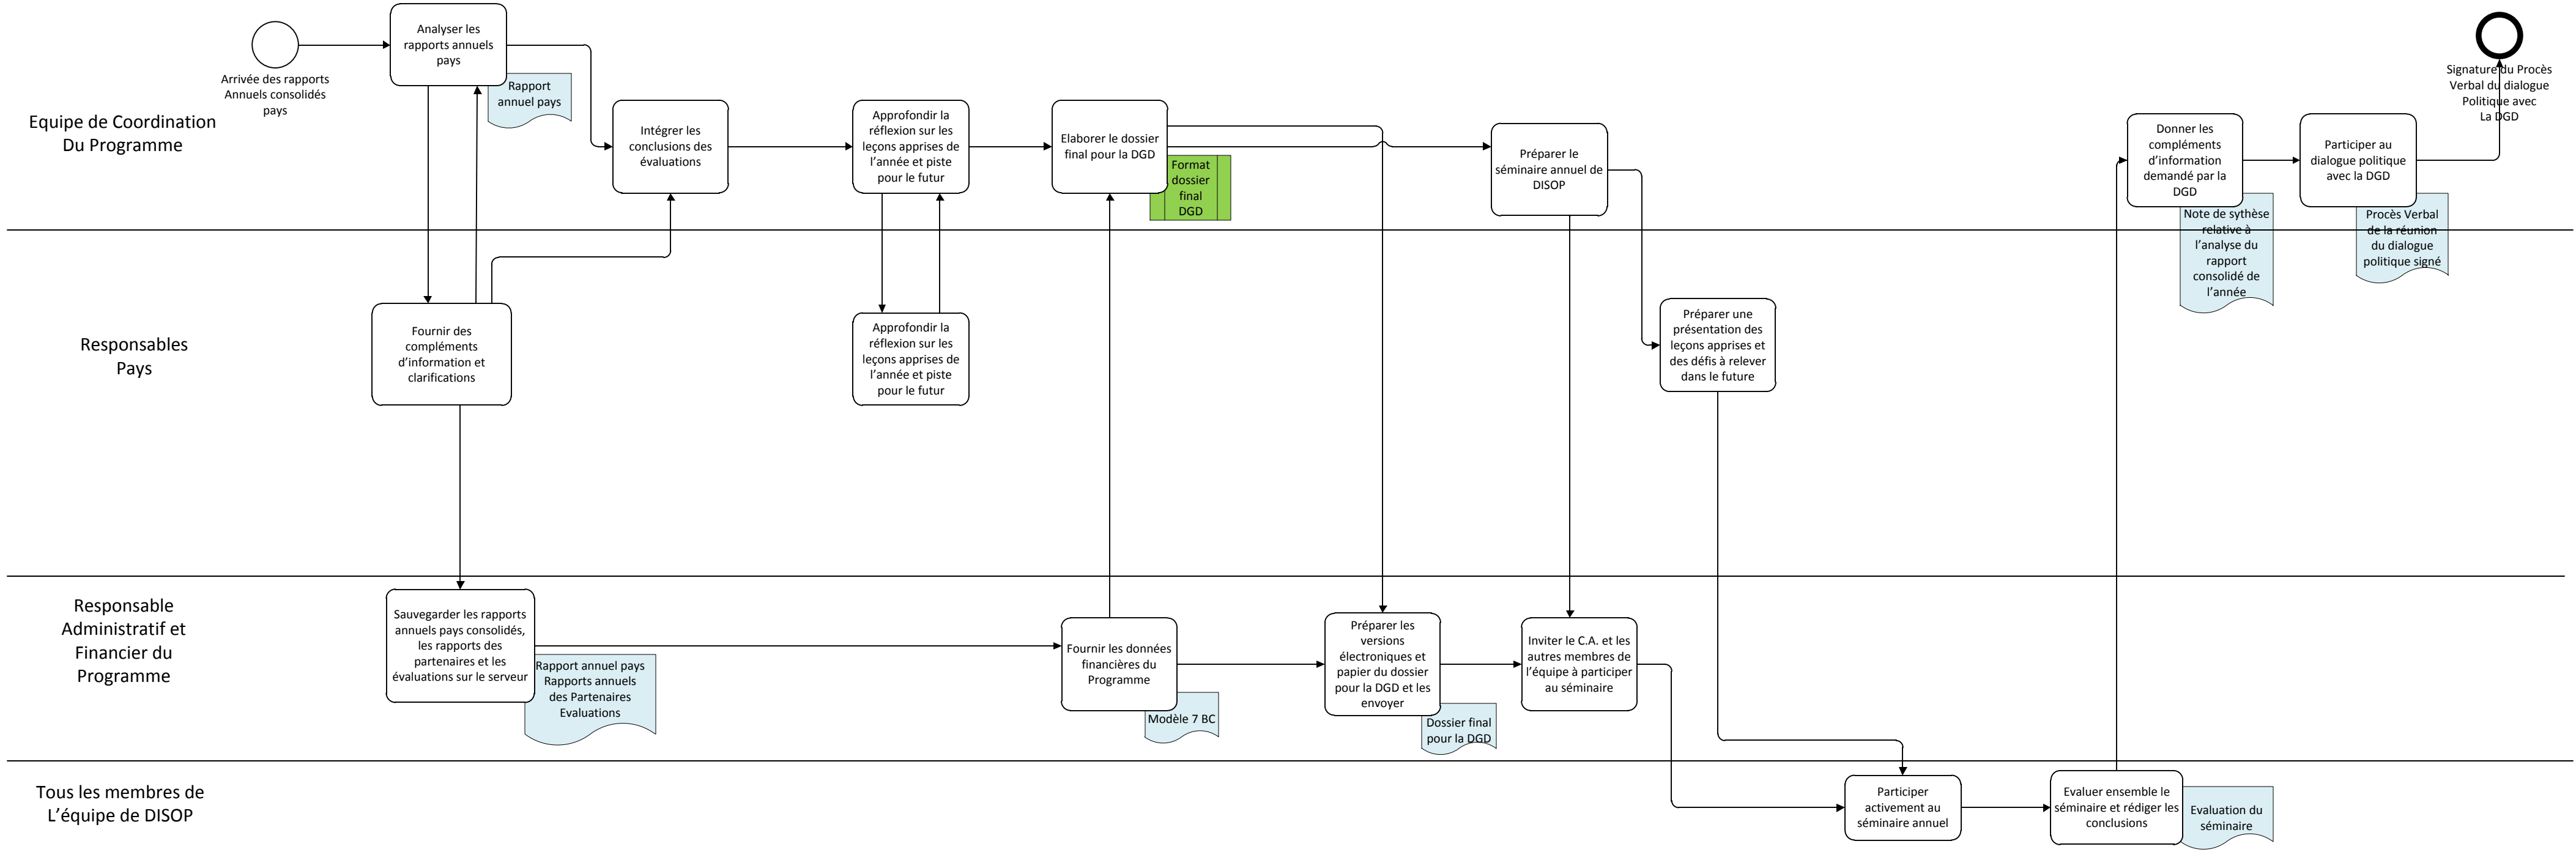 Equipe de Coordination
Du Programme
Arrivée des rapports
Annuels consolidés
pays
Analyser les
rapports annuels
pays
Rapport
annuel pays
Intégrer les
conclusions des
évaluations
Approfondir la
réflexion sur les
leçons apprises de
l'année et piste
pour le futur
Elaborer le dossier
final pour la DGD
Format
dossier
final
DGD
Préparer le
séminaire annuel de
DISOP
Donner les
compléments
d'information
demandé par la
DGD
Note de sythèse
relative à
l'analyse du
rapport
consolidé de
l'année
Participer au
dialogue politique
avec la DGD
Procès Verbal
de la réunion
du dialogue
politique signé
Signature du Procès
Verbal du dialogue
Politique avec
La DGD
Responsables
Pays
Fournir des
compléments
d'information et
clarifications
Approfondir la
réflexion sur les
leçons apprises de
l'année et piste
pour le futur
Préparer une
présentation des
leçons apprises et
des défis à relever
dans le future
Responsable
Administratif et
Financier du
Programme
Sauvegarder les rapports
annuels pays consolidés,
les rapports des
partenaires et les
évaluations sur le serveur
Rapport annuel pays
Rapports annuels
des Partenaires
Evaluations
Fournir les données
financières du
Programme
Modèle 7 BC
Préparer les
versions
électroniques et
papier du dossier
pour la DGD et les
envoyer
Dossier final
pour la DGD
Inviter le C.A. et les
autres membres de
l'équipe à participer
au séminaire
Tous les membres de
L'équipe de DISOP
Participer
activement au
séminaire annuel
Evaluer ensemble le
séminaire et rédiger les
conclusions
Evaluation du
séminaire